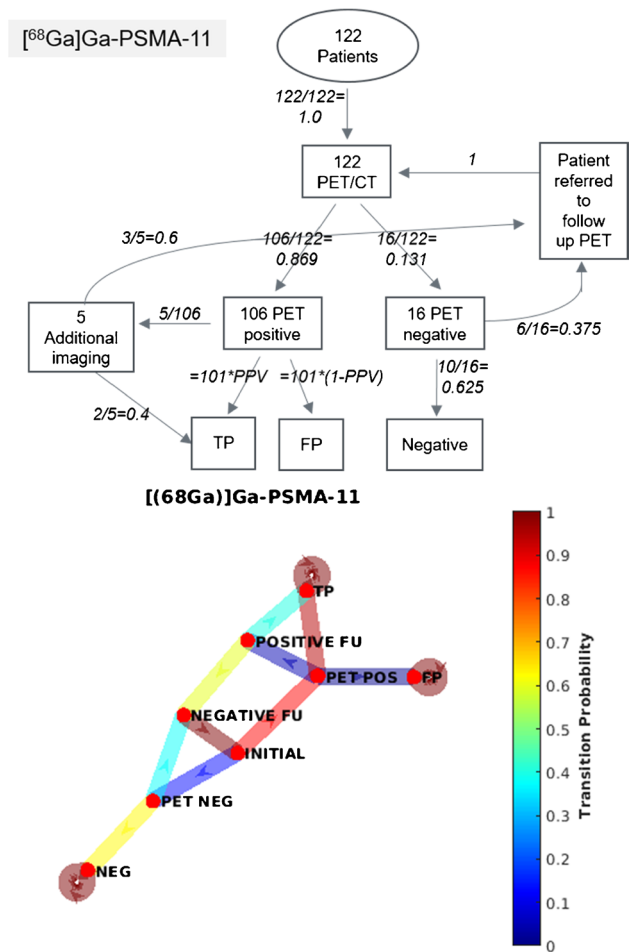 [⁶⁸Ga]Ga-PSMA-11
122
Patients
122/122=
1.0
122
PET/CT
1
Patient
referred
to
follow
up PET
3/5=0.6
106/122=
0.869
16/122=
0.131
5
Additional
imaging
5/106
106 PET
positive
16 PET
negative
6/16=0.375
=101*PPV
=101*(1-PPV)
10/16=
0.625
2/5=0.4
TP
FP
Negative
[(68Ga)]Ga-PSMA-11
TP
POSITIVE FU
PET POS
FP
NEGATIVE FU
INITIAL
PET NEG
NEG
1
0.9
0.8
0.7
0.6
0.5
0.4
0.3
0.2
0.1
0
Transition Probability